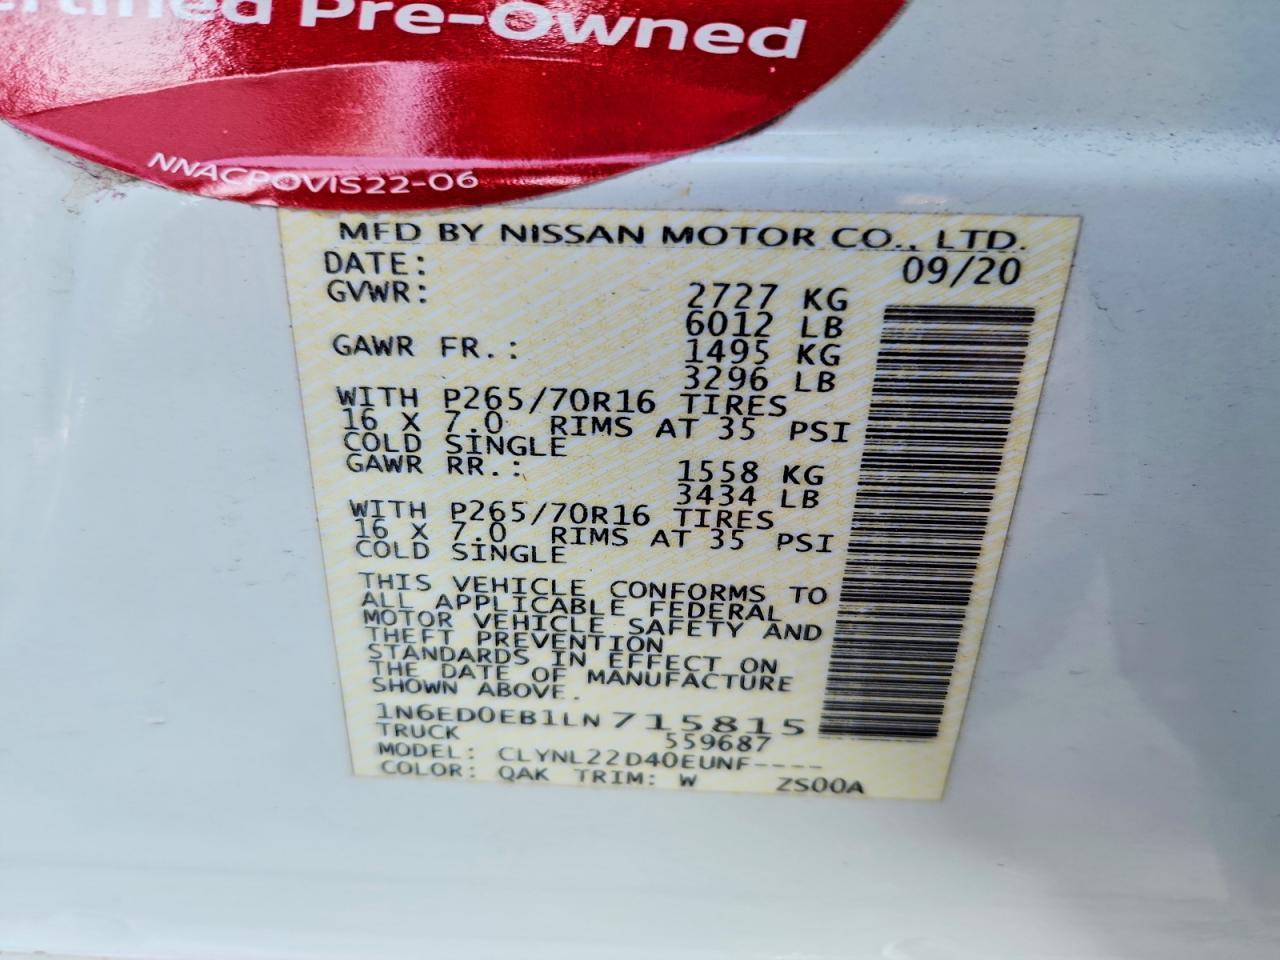 Pre-Owned
NNACPOVIS22-06
MFD BY NISSAN MOTOR CO., LTD.
DATE: 09/20
GVWR: 2727 KG
6012 LB
GAWR FR.: 1495 KG
3296 LB
WITH P265/70R16 TIRES
16 X 7.0 RIMS AT 35 PSI
COLD SINGLE
GAWR RR.: 1558 KG
3434 LB
WITH P265/70R16 TIRES
16 X 7.0 RIMS AT 35 PSI
COLD SINGLE
THIS VEHICLE CONFORMS TO
ALL APPLICABLE FEDERAL
MOTOR VEHICLE SAFETY AND
THEFT PREVENTION
STANDARDS IN EFFECT ON
THE DATE OF MANUFACTURE
SHOWN ABOVE.
1N6ED0EB1LN715815
TRUCK 559687
MODEL: CLYNL22D40EUNF----
COLOR: QAK TRIM: W ZS00A